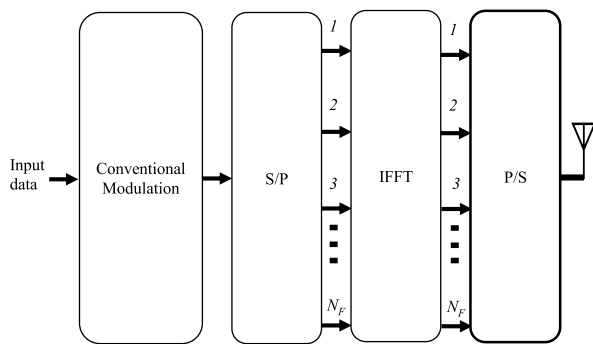 Input
data
Conventional
Modulation
S/P
1
2
3
N_F
IFFT
1
2
3
N_F
P/S